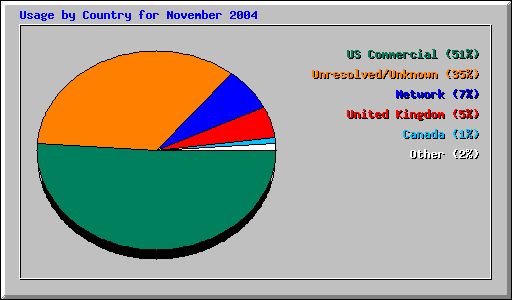 Usage by Country for November 2004
US Commercial (51%)
Unresolved/Unknown (35%)
Network (7%)
United Kingdom (5%)
Canada (1%)
Other (2%)